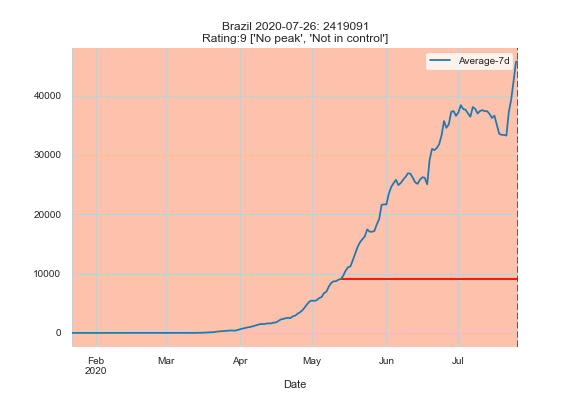 Brazil 2020-07-26: 2419091
Rating:9 ['No peak', 'Not in control']
Average-7d
40000
30000
20000
10000
0
Feb Mar Apr May Jun Jul
2020
Date